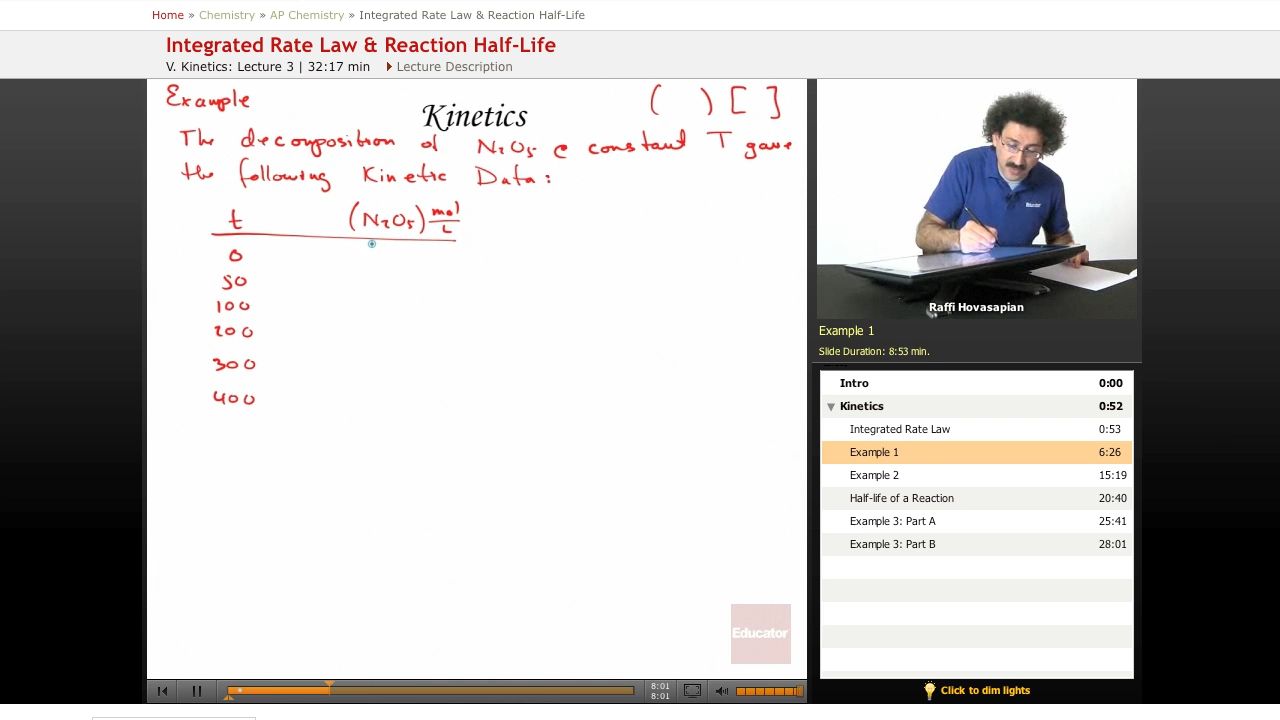 Home » Chemistry » AP Chemistry » Integrated Rate Law & Reaction Half-Life
Integrated Rate Law & Reaction Half-Life
V. Kinetics: Lecture 3 | 32:17 min Lecture Description
Example ( ) [ ]
Kinetics
The decomposition of N₂O₅ @ constant T gave
the following Kinetic Data:
t (N₂O₅) mol/L
0
50
100
200
300
400
Educator
8:01
8:01
Educator
Raffi Hovasapian
Example 1
Slide Duration: 8:53 min.
Intro 0:00
Kinetics 0:52
Integrated Rate Law 0:53
Example 1 6:26
Example 2 15:19
Half-life of a Reaction 20:40
Example 3: Part A 25:41
Example 3: Part B 28:01
Click to dim lights